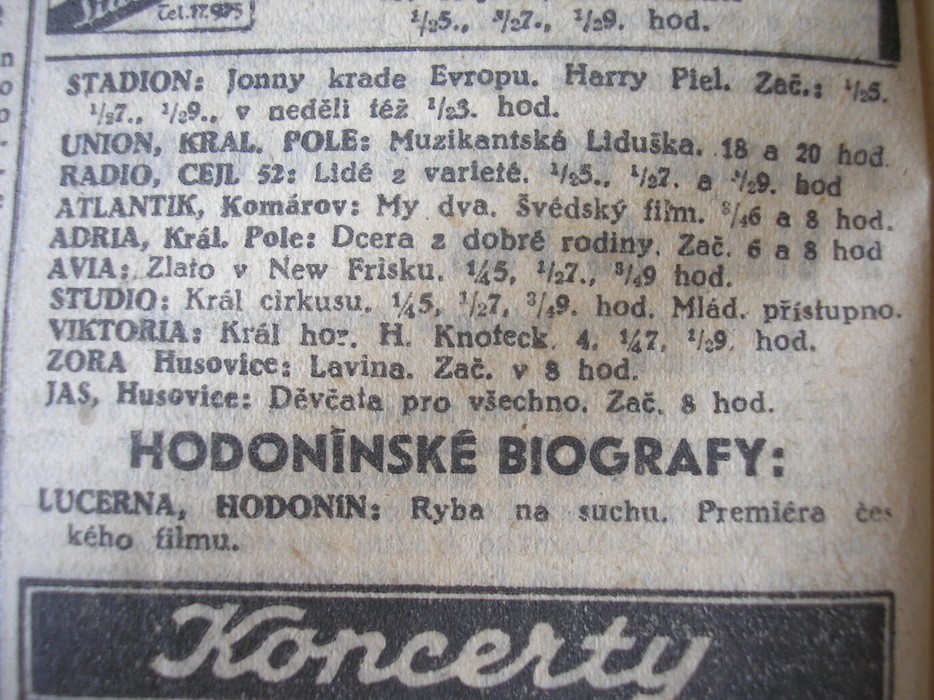 Tel. 17.975
½5., ½7., ½9. hod.
STADION: Jonny krade Evropu. Harry Piel. Zač.: ½5.
½7., ½9., v neděli též ½3. hod.
UNION, KRAL. POLE: Muzikantská Liduška. 18 a 20 hod.
RADIO, CEJL 52: Lidé z varieté. ½5., ½7. a ½9. hod
ATLANTIK, Komárov: My dva. Švédský film. ¾6 a 8 hod.
ADRIA, Král. Pole: Dcera z dobré rodiny. Zač. 6 a 8 hod
AVIA: Zlato v New Frisku. ¼5, ½7., ¾9 hod.
STUDIO: Král cirkusu. ¼5, ½7, ¾9. hod. Mlád. přístupno.
VIKTORIA: Král hor. H. Knoteck. 4, ¼7, ½9, hod.
ZORA Husovice: Lavina. Zač. v 8 hod.
JAS, Husovice: Děvčata pro všechno. Zač. 8 hod.
HODONÍNSKÉ BIOGRAFY:
LUCERNA, HODONÍN: Ryba na suchu. Premiéra čes
kého filmu.
Koncerty